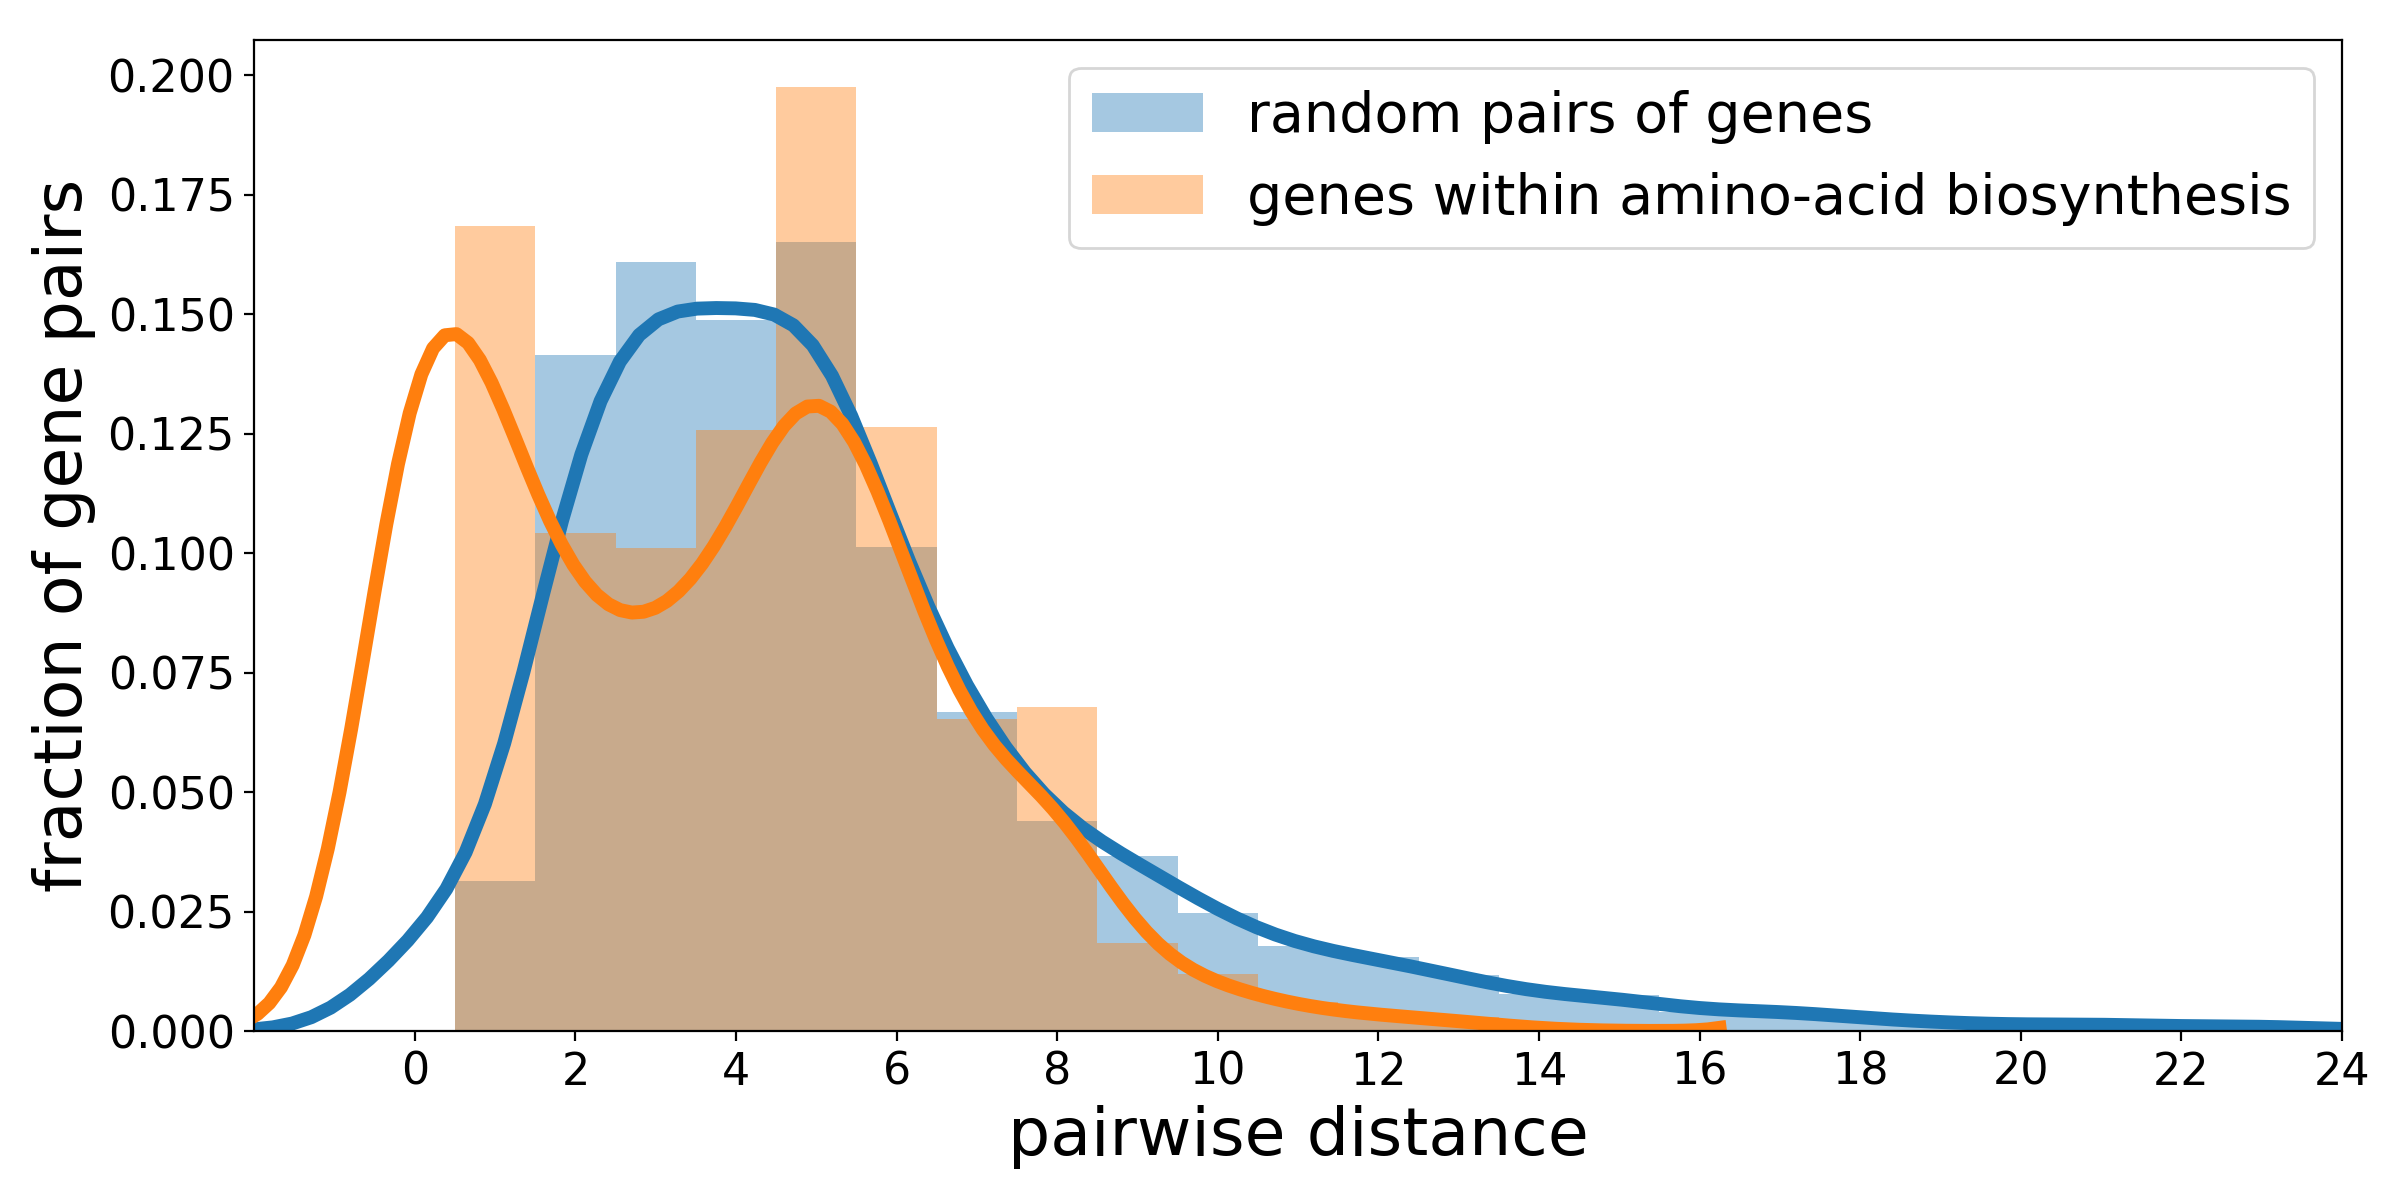 random pairs of genes
genes within amino-acid biosynthesis
fraction of gene pairs
0.200
0.175
0.150
0.125
0.100
0.075
0.050
0.025
0.000
0 2 4 6 8 10 12 14 16 18 20 22 24
pairwise distance